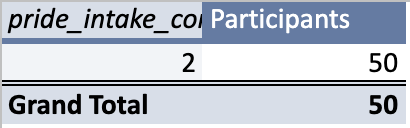 pride_intake_co Participants
2 50
Grand Total 50